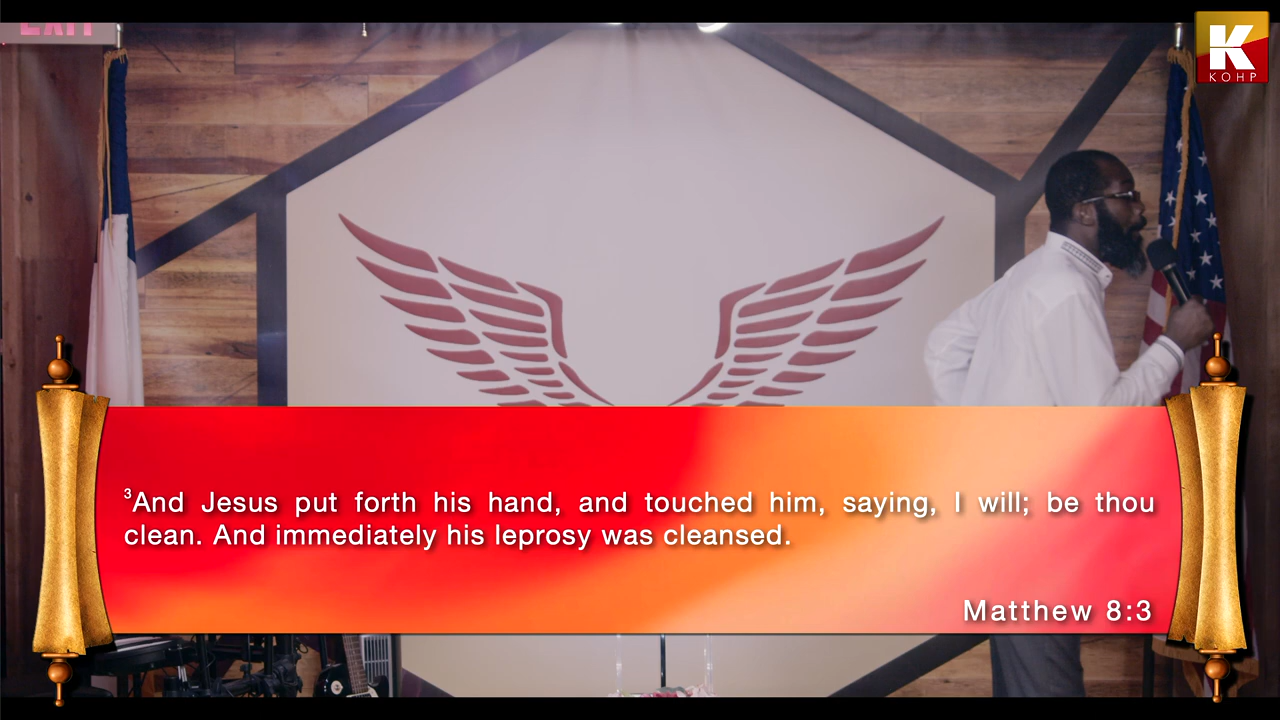 EXIT
K
KOHP
³And Jesus put forth his hand, and touched him, saying, I will; be thou
clean. And immediately his leprosy was cleansed.
Matthew 8:3